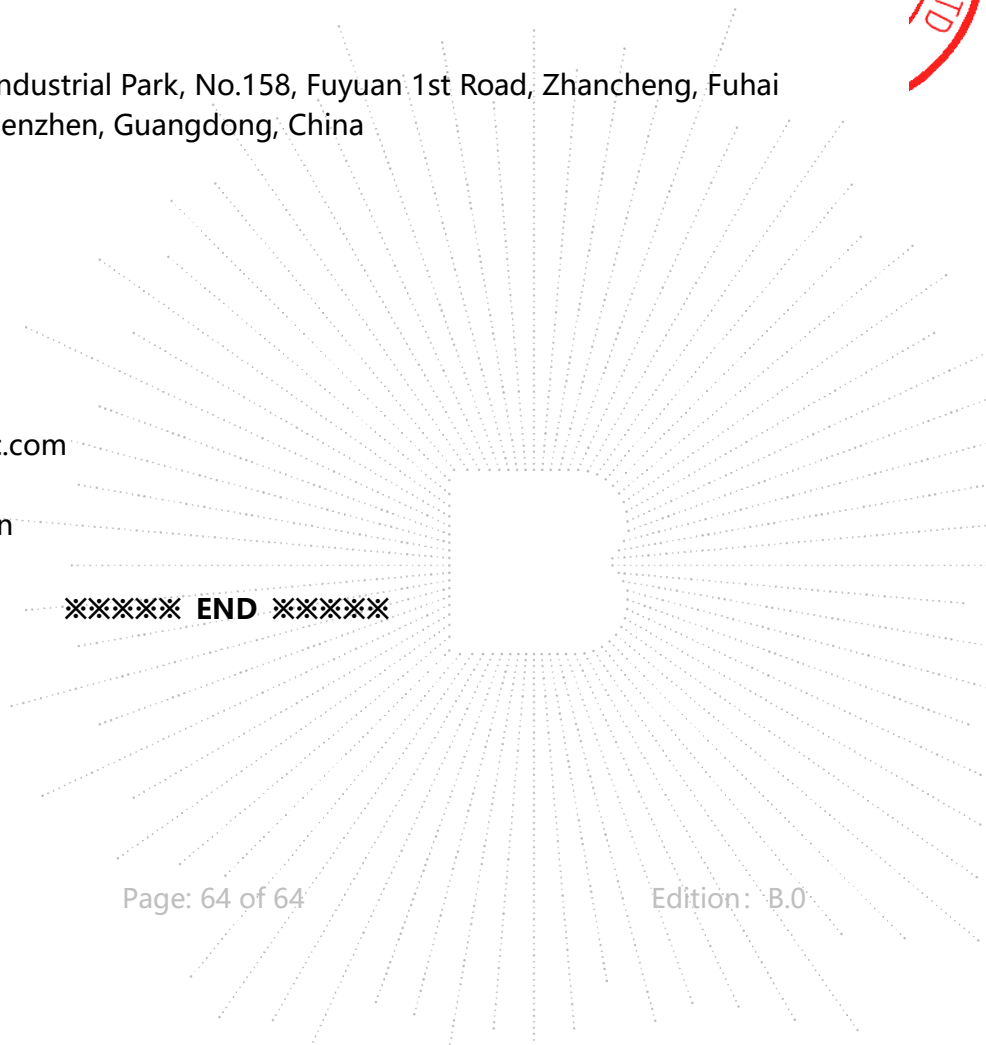 TD
ndustrial Park, No.158, Fuyuan 1st Road, Zhancheng, Fuhai
enzhen, Guangdong, China
.com
n
※※※※※ END ※※※※※
Page: 64 of 64 Edition：B.0